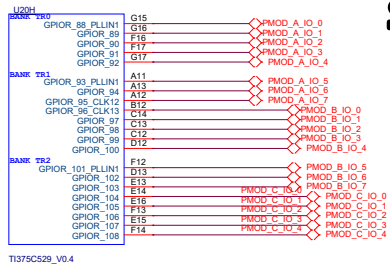 U20H
BANK TR0
GPIOR_88_PLLIN1 G15 PMOD_A_IO_0
GPIOR_89 G16 PMOD_A_IO_1
GPIOR_90 F16 PMOD_A_IO_2
GPIOR_91 F17 PMOD_A_IO_3
GPIOR_92 G17 PMOD_A_IO_4
BANK TR1
GPIOR_93_PLLIN1 A11 PMOD_A_IO_5
GPIOR_94 A13 PMOD_A_IO_6
GPIOR_95_CLK12 A12 PMOD_A_IO_7
GPIOR_96_CLK13 B12 PMOD_B_IO_0
GPIOR_97 C14 PMOD_B_IO_1
GPIOR_98 C13 PMOD_B_IO_2
GPIOR_99 C12 PMOD_B_IO_3
GPIOR_100 D12 PMOD_B_IO_4
BANK TR2
GPIOR_101_PLLIN1 F12 PMOD_B_IO_5
GPIOR_102 D13 PMOD_B_IO_6
GPIOR_103 E13 PMOD_B_IO_7
GPIOR_104 E14 PMOD_C_IO_0 PMOD_C_IO_0
GPIOR_105 E16 PMOD_C_IO_1 PMOD_C_IO_1
GPIOR_106 F13 PMOD_C_IO_2 PMOD_C_IO_2
GPIOR_107 E15 PMOD_C_IO_3 PMOD_C_IO_3
GPIOR_108 F14 PMOD_C_IO_4 PMOD_C_IO_4
TI375C529_V0.4